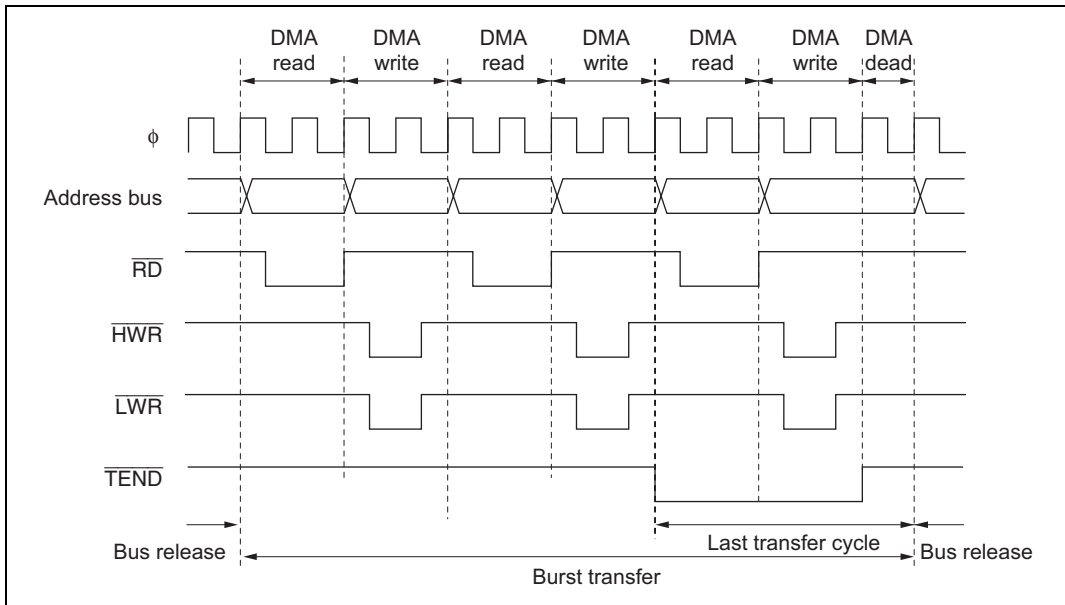 DMA read DMA write DMA read DMA write DMA read DMA write DMA dead
ϕ
Address bus
RD
HWR
LWR
TEND
Bus release
Last transfer cycle
Bus release
Burst transfer